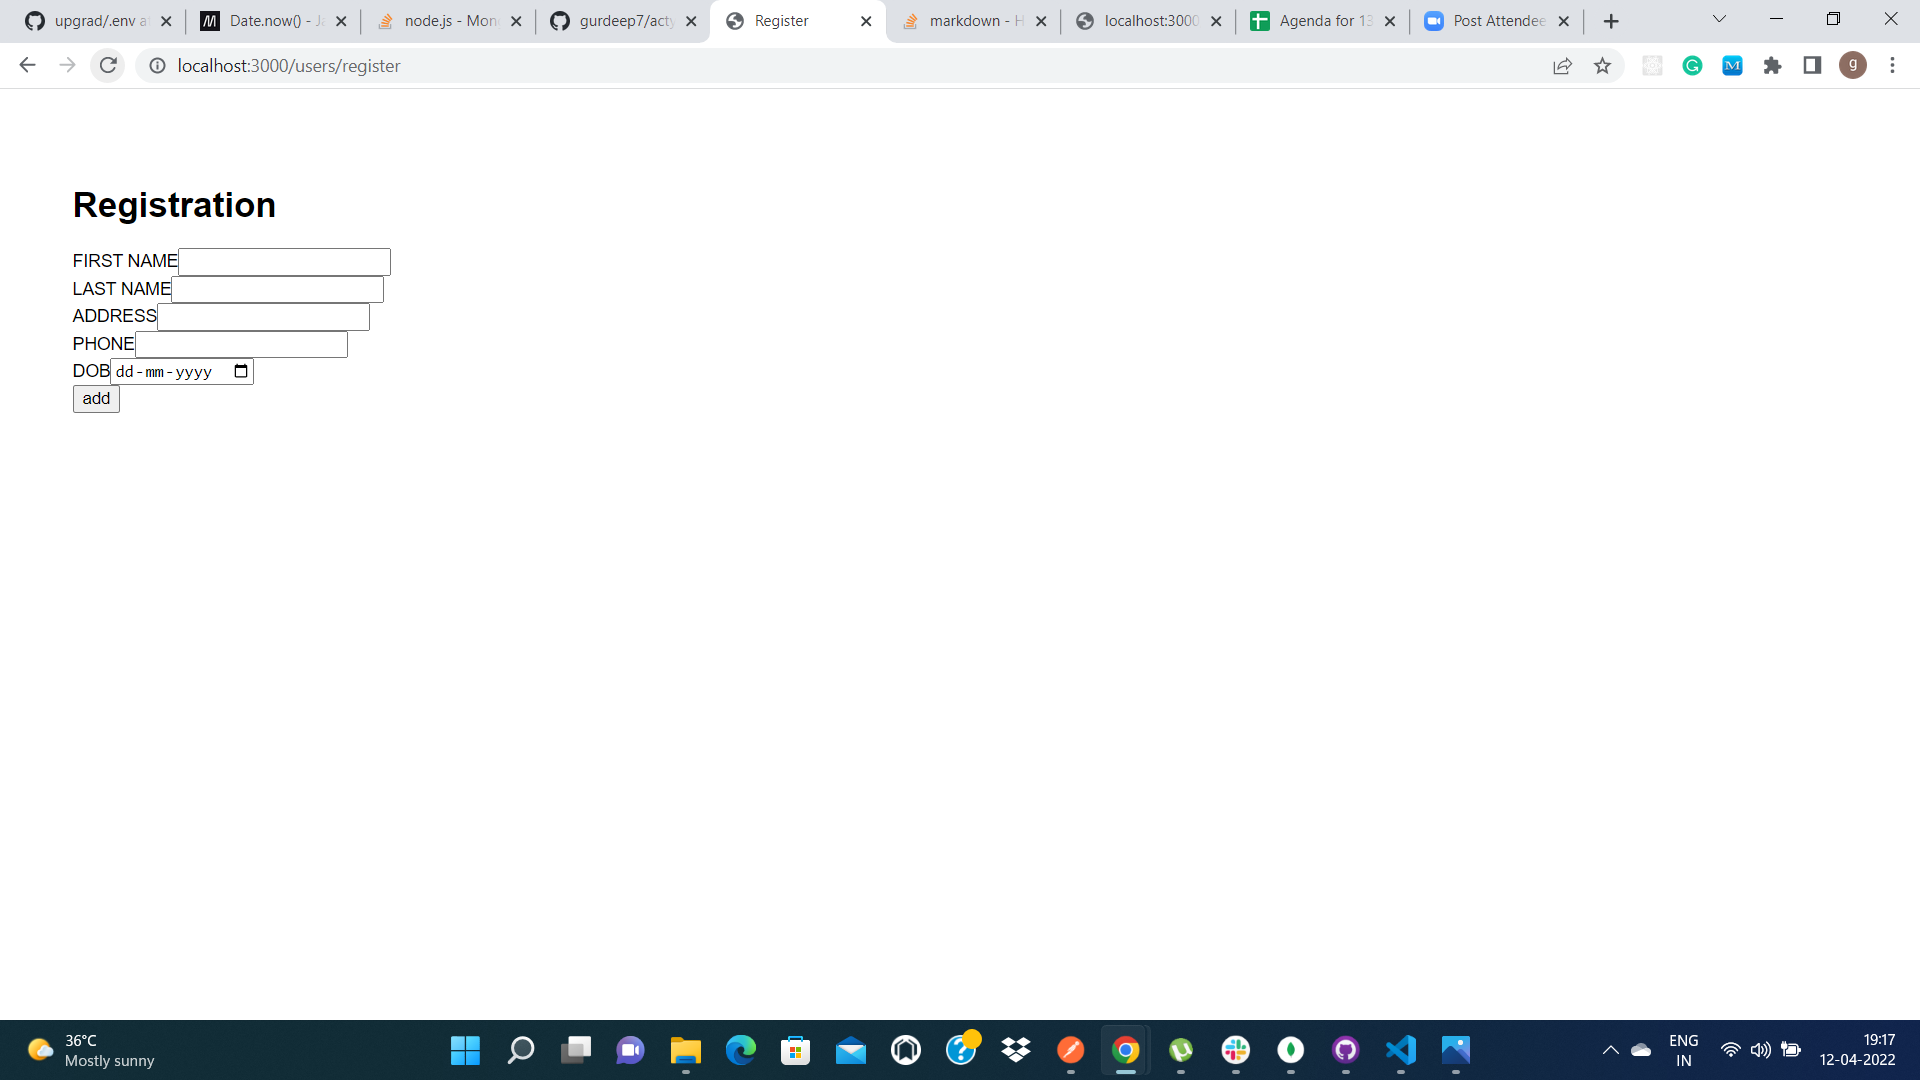 upgrad/.env a
Date.now() - Ja
node.js - Mon
gurdeep7/acty
Register
markdown - H
localhost:3000
Agenda for 13
Post Attendee
localhost:3000/users/register
g
Registration
FIRST NAME
LAST NAME
ADDRESS
PHONE
DOB dd-mm-yyyy
add
36°C
Mostly sunny
ENG
IN
19:17
12-04-2022